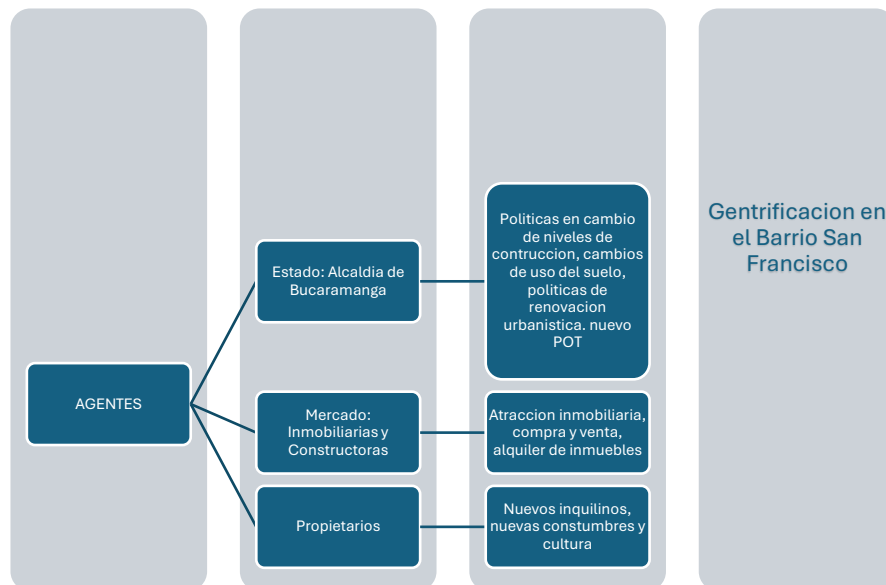 Gentrificacion en
el Barrio San
Francisco
Politicas en cambio
de niveles de
contruccion, cambios
de uso del suelo,
politicas de
renovacion
urbanistica. nuevo
POT
Estado: Alcaldia de
Bucaramanga
AGENTES
Mercado:
Inmobiliarias y
Constructoras
Atraccion inmobiliaria,
compra y venta,
alquiler de inmuebles
Propietarios
Nuevos inquilinos,
nuevas constumbres y
cultura